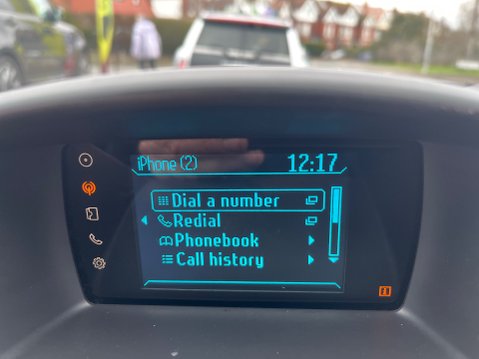 iPhone (2) 12:17
Dial a number
Redial
Phonebook
Call history